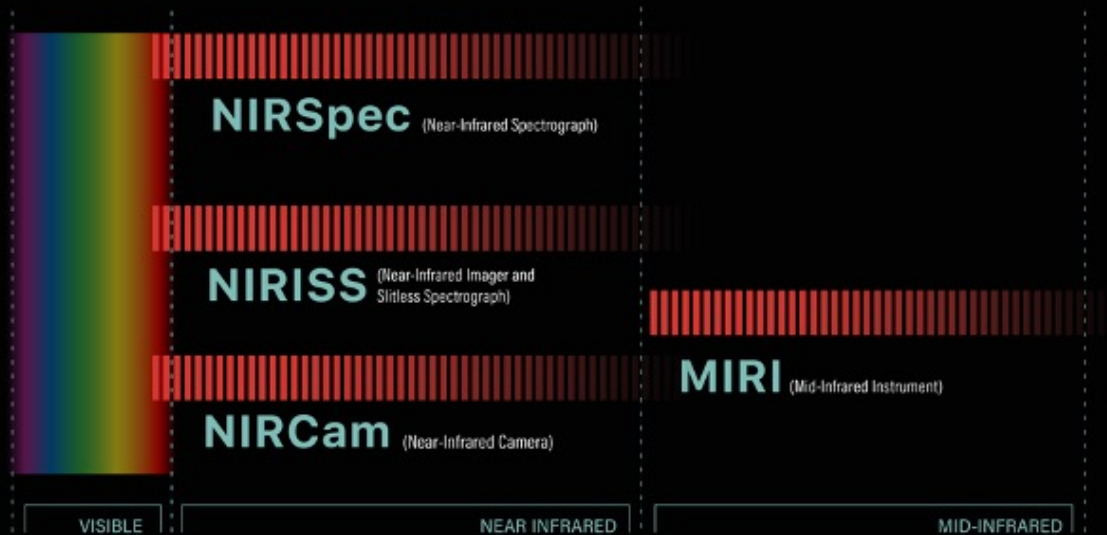 NIRSpec (Near-Infrared Spectrograph)
NIRISS (Near-Infrared Imager and
Slitless Spectrograph)
MIRI (Mid-Infrared Instrument)
NIRCam (Near-Infrared Camera)
VISIBLE
NEAR INFRARED
MID-INFRARED